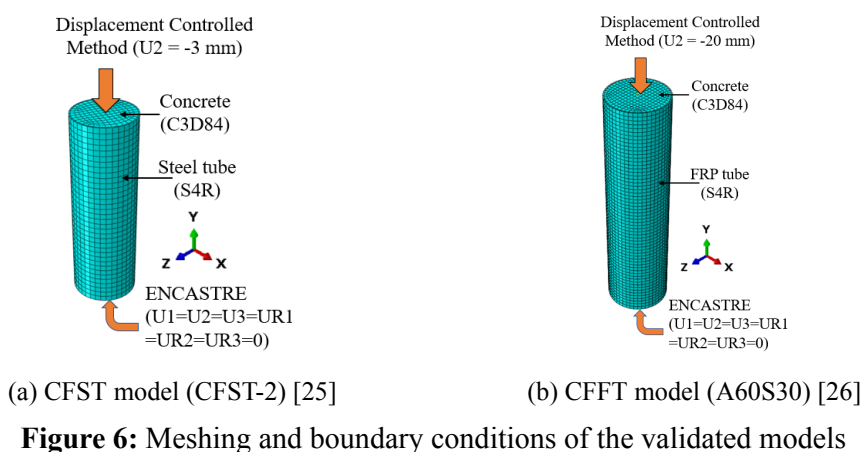 Displacement Controlled
Method (U2 = -3 mm)
Concrete
(C3D84)
Steel tube
(S4R)
Y
Z
X
ENCASTRE
(U1=U2=U3=UR1
=UR2=UR3=0)
(a) CFST model (CFST-2) [25]
Displacement Controlled
Method (U2 = -20 mm)
Concrete
(C3D84)
FRP tube
(S4R)
Y
Z
X
ENCASTRE
(U1=U2=U3=UR1
=UR2=UR3=0)
(b) CFFT model (A60S30) [26]
Figure 6: Meshing and boundary conditions of the validated models